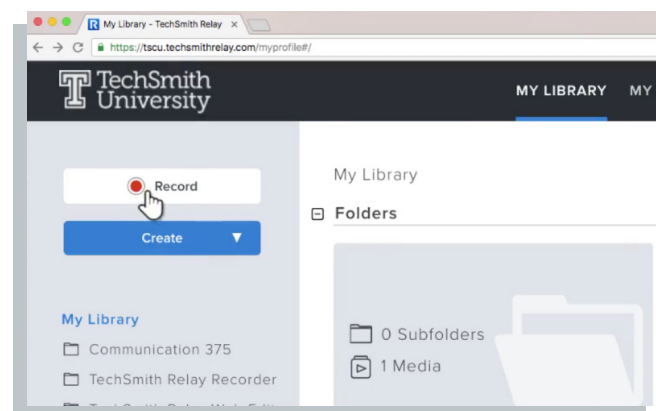 My Library - TechSmith Relay
https://tscu.techsmithrelay.com/myprofile#/
TechSmith
University
MY LIBRARY MY
Record
Create
My Library
Folders
My Library
Communication 375
TechSmith Relay Recorder
0 Subfolders
1 Media